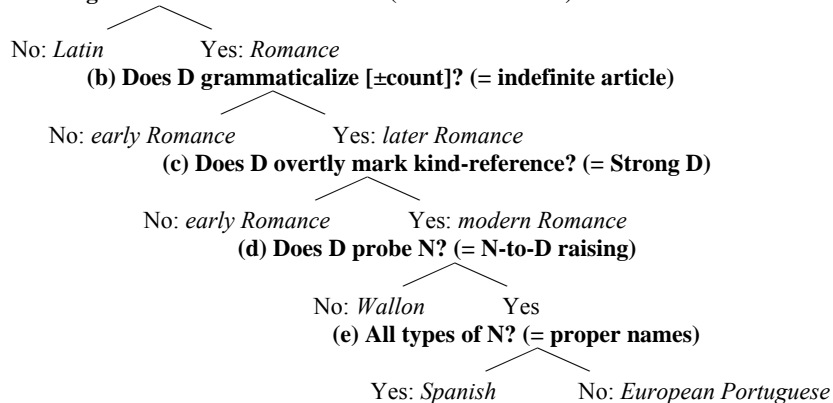 No: Latin Yes: Romance
(b) Does D grammaticalize [±count]? (= indefinite article)
No: early Romance Yes: later Romance
(c) Does D overtly mark kind-reference? (= Strong D)
No: early Romance Yes: modern Romance
(d) Does D probe N? (= N-to-D raising)
No: Wallon Yes
(e) All types of N? (= proper names)
Yes: Spanish No: European Portuguese